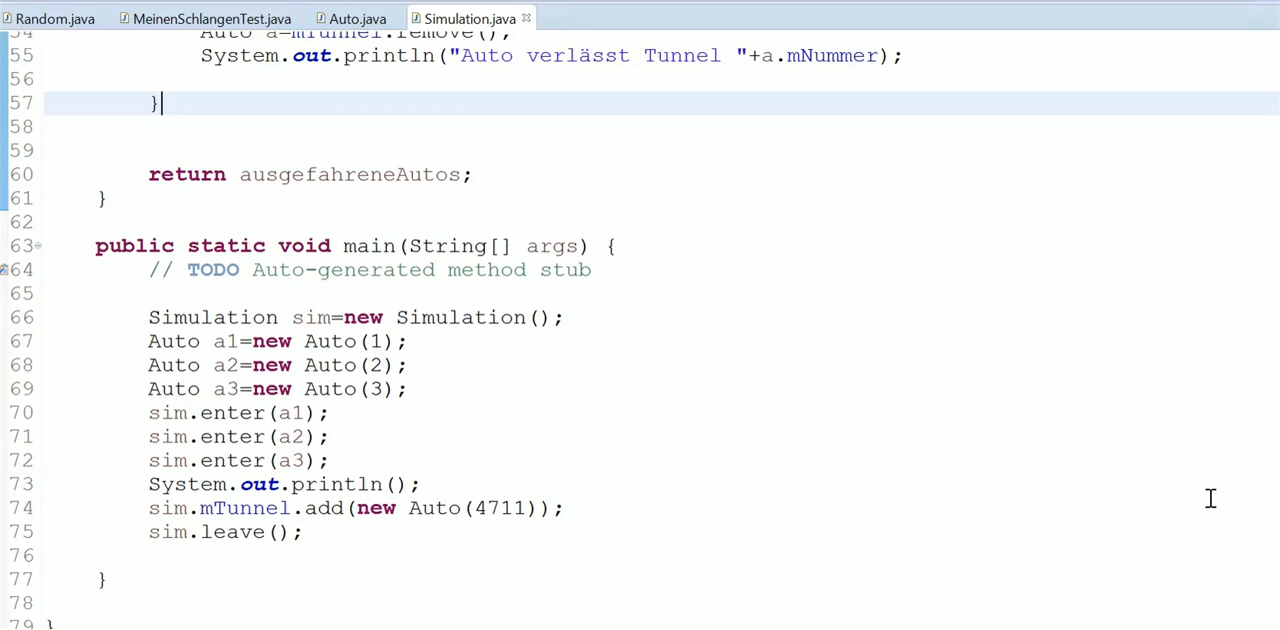 Random.java MeinenSchlangenTest.java Auto.java Simulation.java
54 Auto a=mTunnel.remove();
55 System.out.println("Auto verlässt Tunnel "+a.mNummer);
56
57 }
58
59
60 return ausgefahreneAutos;
61 }
62
63 public static void main(String[] args) {
64 // TODO Auto-generated method stub
65
66 Simulation sim=new Simulation();
67 Auto a1=new Auto(1);
68 Auto a2=new Auto(2);
69 Auto a3=new Auto(3);
70 sim.enter(a1);
71 sim.enter(a2);
72 sim.enter(a3);
73 System.out.println();
74 sim.mTunnel.add(new Auto(4711));
75 sim.leave();
76
77 }
78
79 }